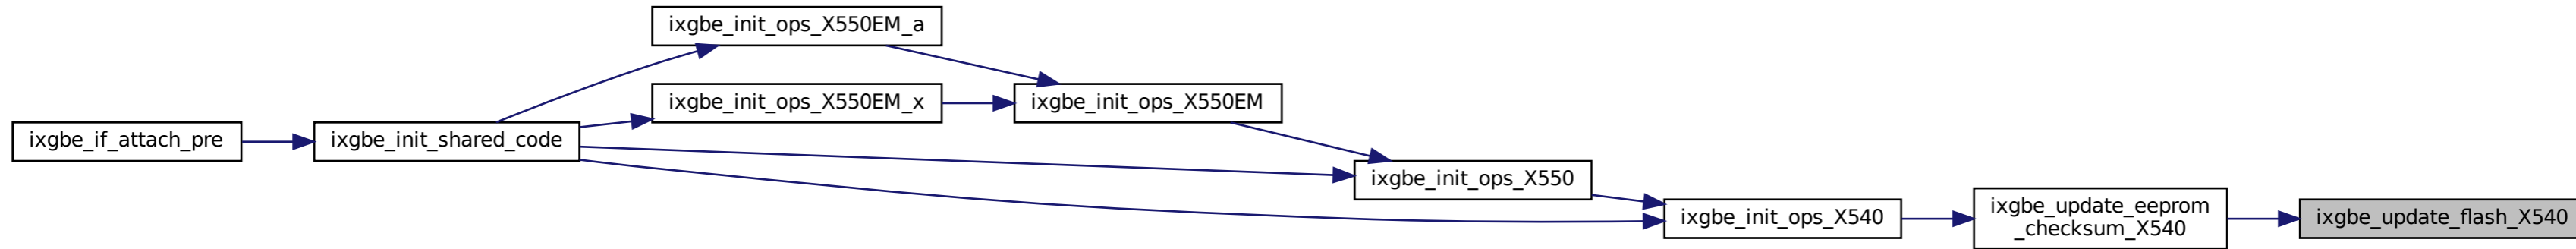 ixgbe_if_attach_pre
ixgbe_init_shared_code
ixgbe_init_ops_X550EM_a
ixgbe_init_ops_X550EM_x
ixgbe_init_ops_X550EM
ixgbe_init_ops_X550
ixgbe_init_ops_X540
ixgbe_update_eeprom
_checksum_X540
ixgbe_update_flash_X540